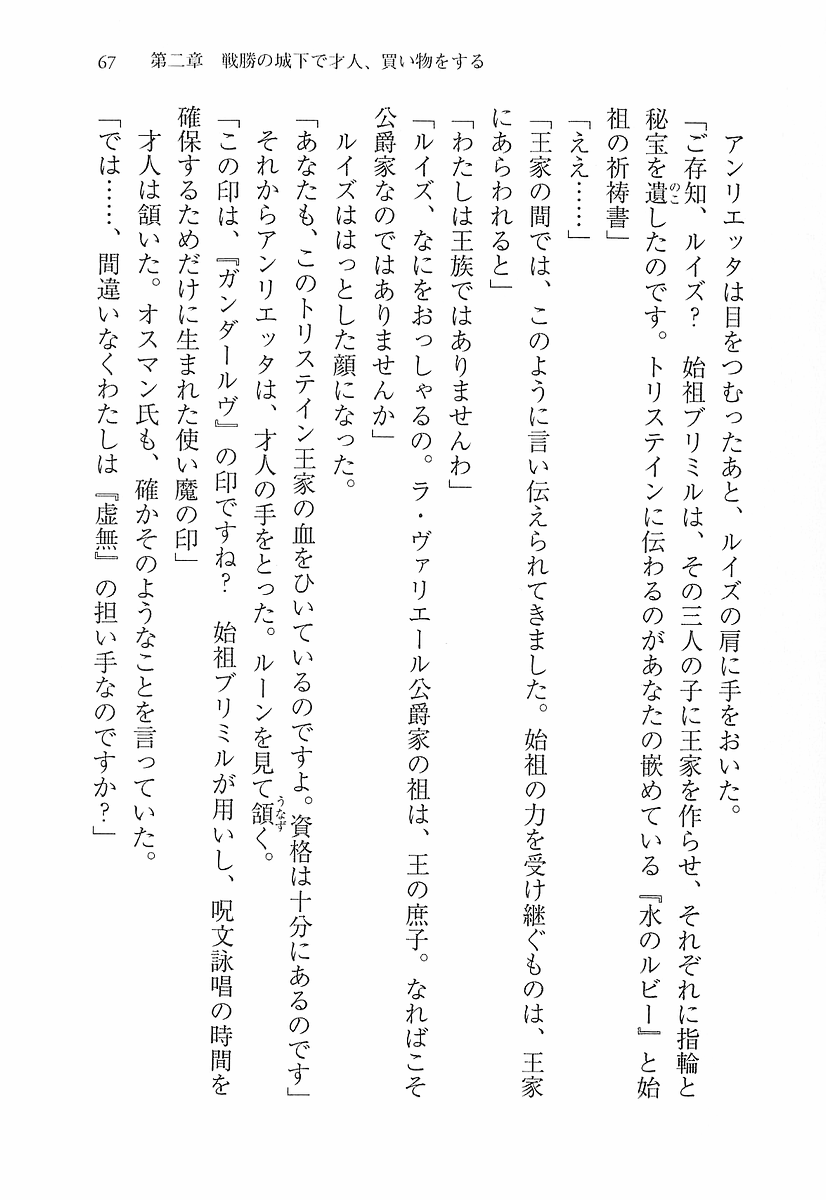 67　第二章　戦勝の城下で才人、買い物をする
　アンリエッタは目をつむったあと、ルイズの肩に手をおいた。
「ご存知、ルイズ？　始祖ブリミルは、その三人の子に王家を作らせ、それぞれに指輪と
秘宝を遺したのです。トリステインに伝わるのがあなたの嵌めている『水のルビー』と始
のこ
祖の祈祷書」
「ええ……」
「王家の間では、このように言い伝えられてきました。始祖の力を受け継ぐものは、王家
にあらわれると」
「わたしは王族ではありませんわ」
「ルイズ、なにをおっしゃるの。ラ・ヴァリエール公爵家の祖は、王の庶子。なればこそ
公爵家なのではありませんか」
　ルイズははっとした顔になった。
「あなたも、このトリステイン王家の血をひいているのですよ。資格は十分にあるのです」
　それからアンリエッタは、才人の手をとった。ルーンを見て頷く。
うなず
「この印は、『ガンダールヴ』の印ですね？　始祖ブリミルが用いし、呪文詠唱の時間を
確保するためだけに生まれた使い魔の印」
　才人は頷いた。オスマン氏も、確かそのようなことを言っていた。
「では……、間違いなくわたしは『虚無』の担い手なのですか？」